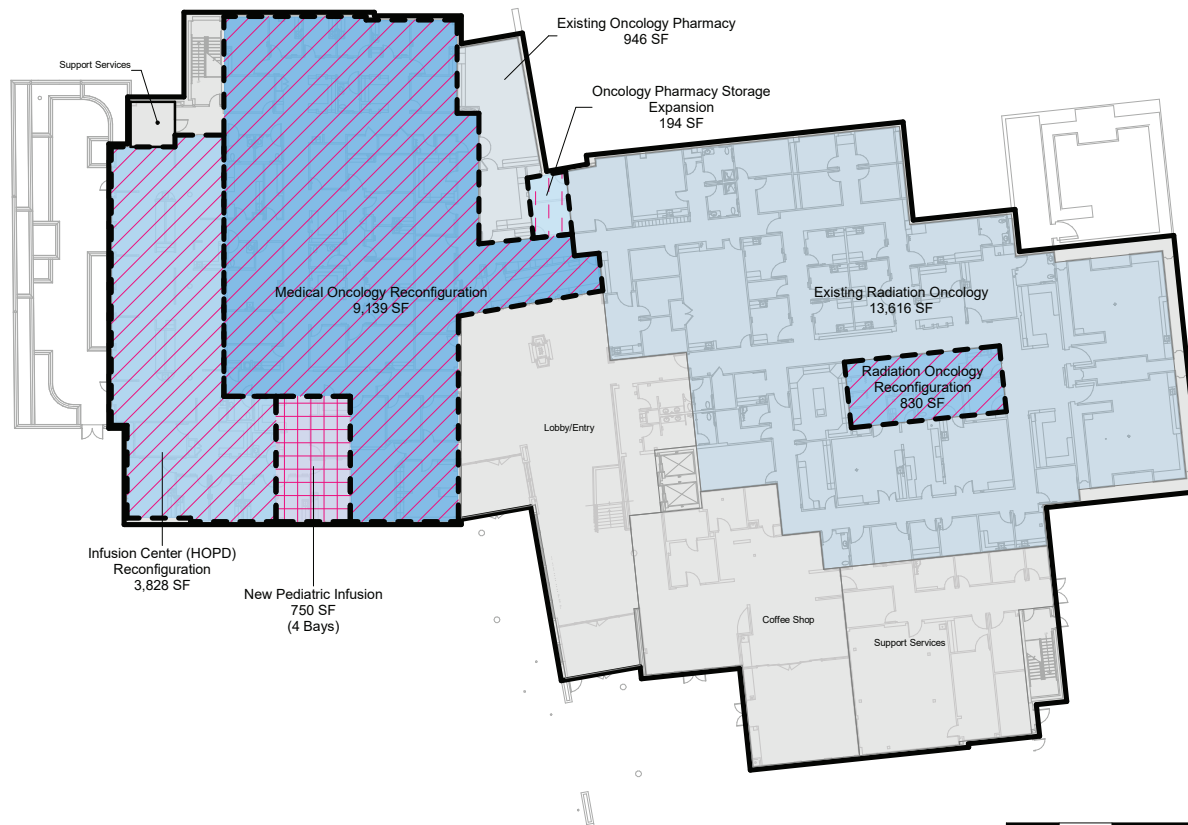 Existing Oncology Pharmacy
946 SF
Support Services
Oncology Pharmacy Storage
Expansion
194 SF
Medical Oncology Reconfiguration
9,139 SF
Existing Radiation Oncology
13,616 SF
Radiation Oncology
Reconfiguration
830 SF
Lobby/Entry
Infusion Center (HOPD)
Reconfiguration
3,828 SF
New Pediatric Infusion
750 SF
(4 Bays)
Coffee Shop
Support Services